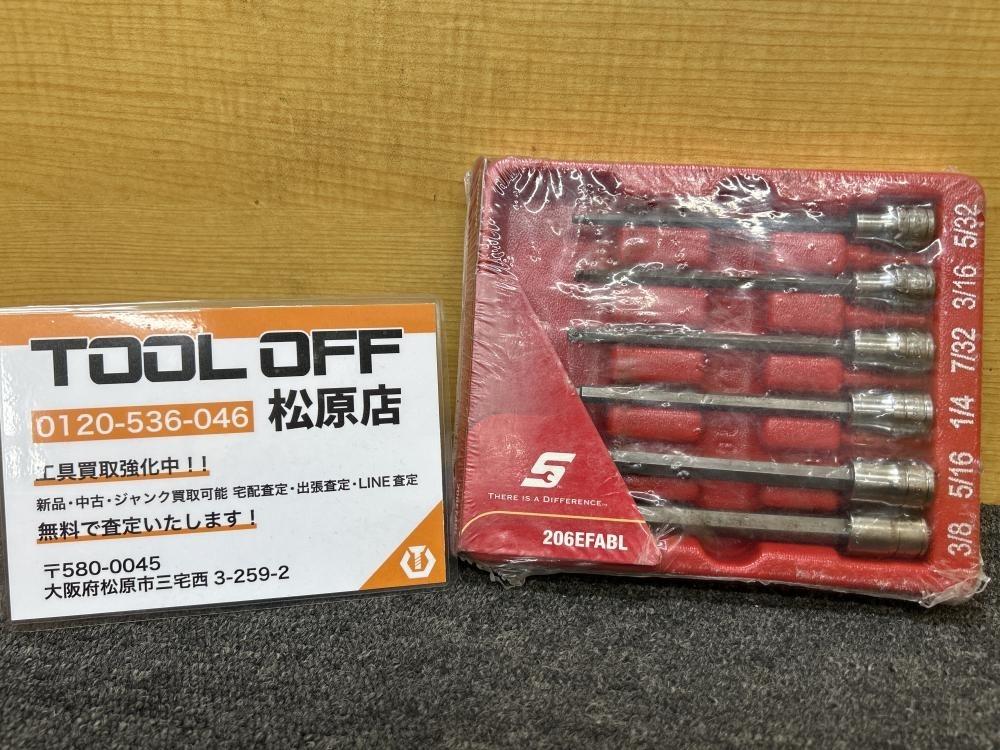 TOOL OFF
0120-536-046 松原店
工具買取強化中!!
新品・中古・ジャンク買取可能 宅配査定・出張査定・LINE査定
無料で査定いたします!
〒580-0045
大阪府松原市三宅西 3-259-2
S
THERE IS A DIFFERENCE™
206EFABL
3/8 5/16 1/4 7/32 3/16 5/32